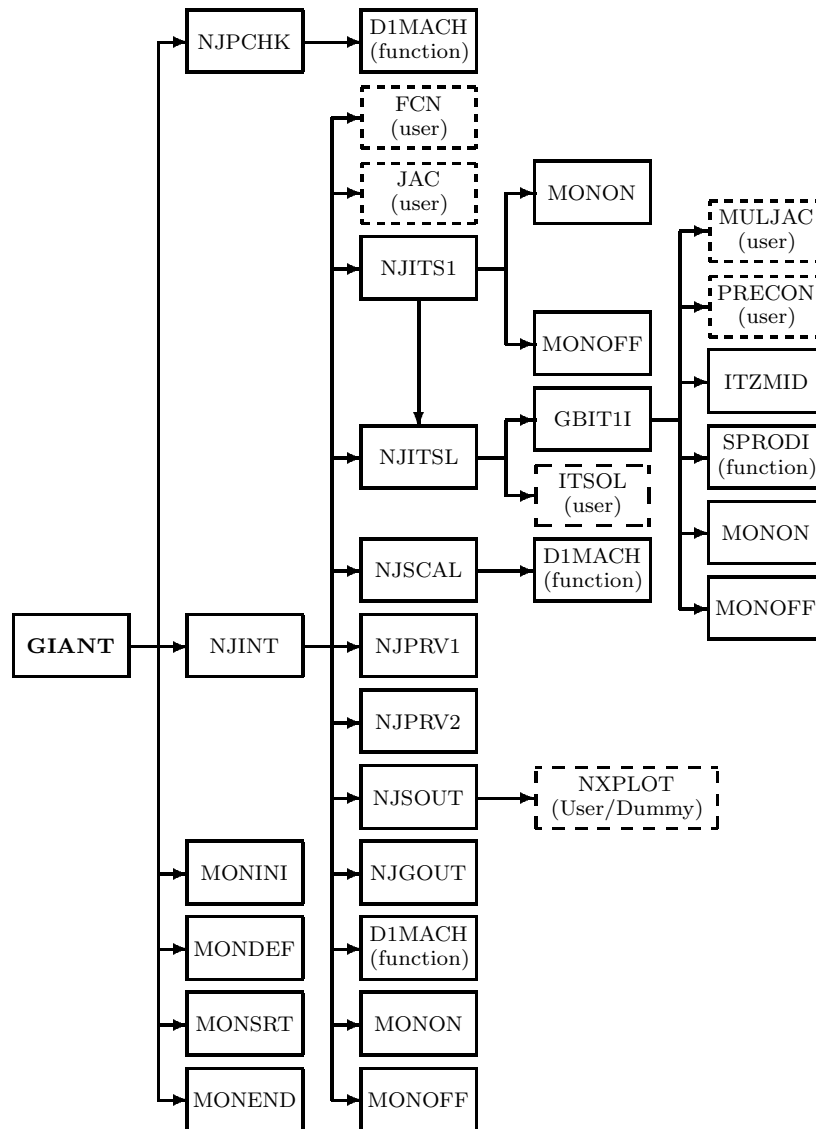 NJPCHK
D1MACH
(function)
FCN
(user)
JAC
(user)
NJITS1
MONON
MONOFF
MULJAC
(user)
PRECON
(user)
ITZMID
NJITSL
GBIT1I
ITSOL
(user)
SPRODI
(function)
MONON
MONOFF
NJSCAL
D1MACH
(function)
GIANT
NJINT
NJPRV1
NJPRV2
NJSOUT
NXPLOT
(User/Dummy)
MONINI
NJGOUT
MONDEF
D1MACH
(function)
MONSRT
MONON
MONEND
MONOFF